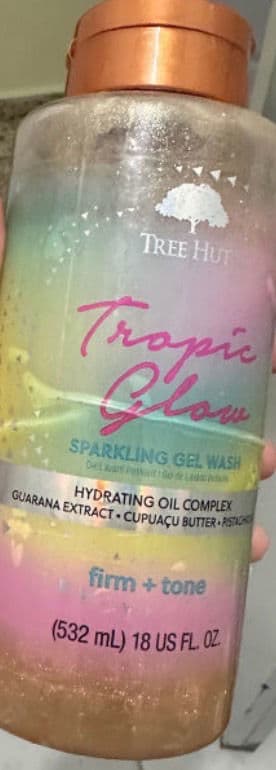 TREE HUT
Tropic
Glow
SPARKLING GEL WASH
HYDRATING OIL COMPLEX
GUARANA EXTRACT • CUPUAÇU BUTTER •
firm + tone
(532 mL) 18 US FL. OZ.